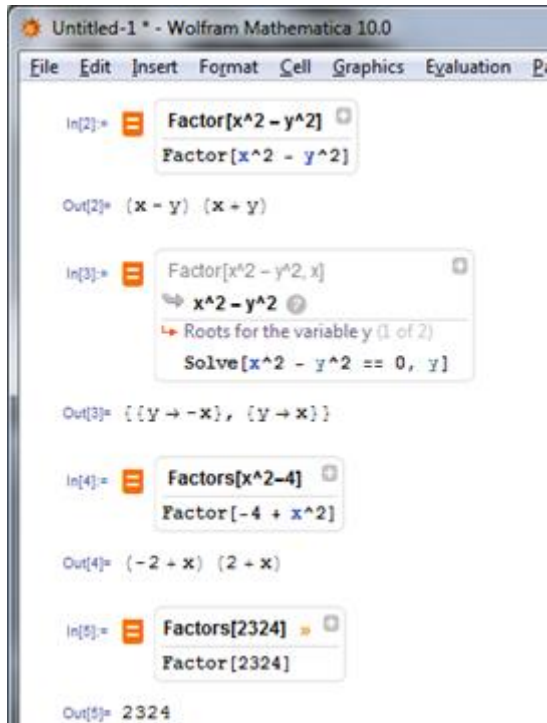 Untitled-1 * - Wolfram Mathematica 10.0
File Edit Insert Format Cell Graphics Evaluation Pa
In[2]:= Factor[x^2 – y^2]
Factor[x^2 - y^2]
Out[2]= (x - y) (x + y)
In[3]:= Factor[x^2 – y^2, x]
x^2 – y^2
Roots for the variable y (1 of 2)
Solve[x^2 - y^2 == 0, y]
Out[3]= {{y → -x}, {y → x}}
In[4]:= Factors[x^2–4]
Factor[-4 + x^2]
Out[4]= (-2 + x) (2 + x)
In[5]:= Factors[2324] »
Factor[2324]
Out[5]= 2324